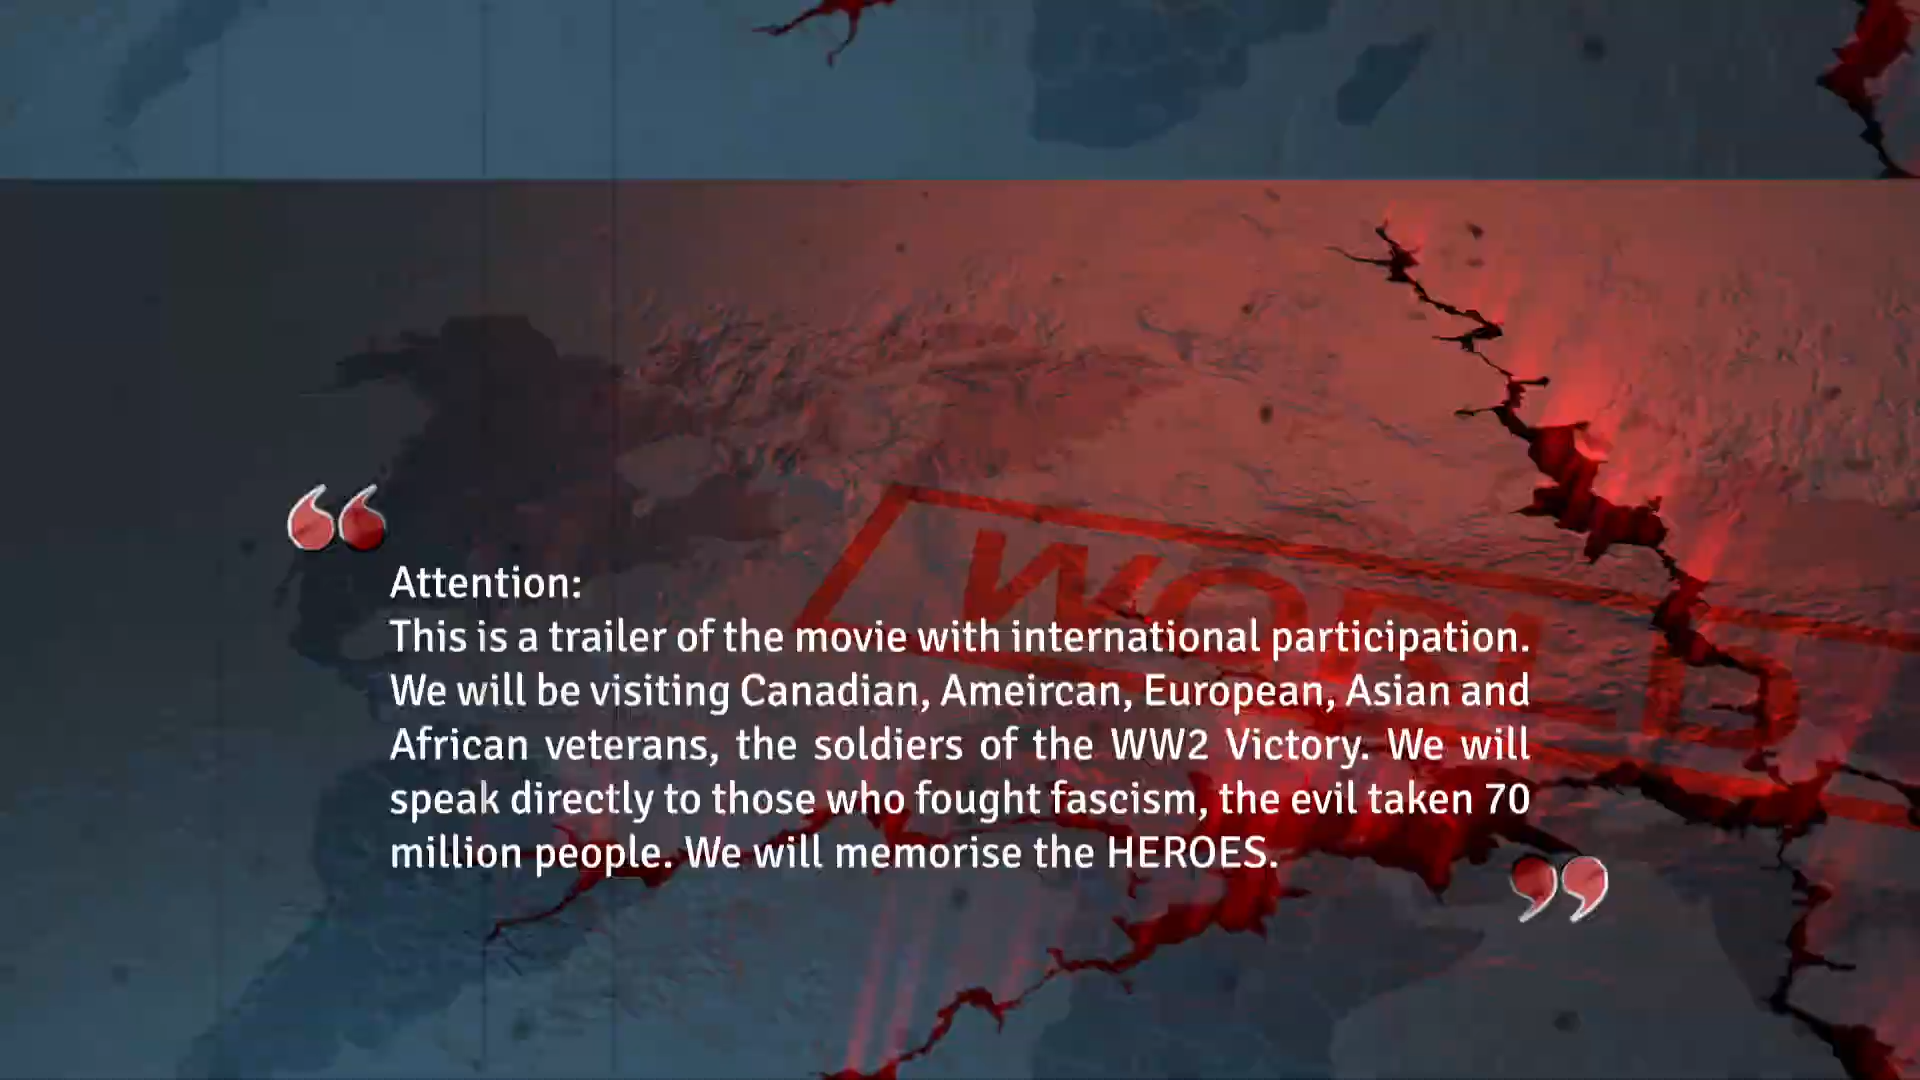 WORLD
“
Attention:
This is a trailer of the movie with international participation.
We will be visiting Canadian, Ameircan, European, Asian and
African veterans, the soldiers of the WW2 Victory. We will
speak directly to those who fought fascism, the evil taken 70
million people. We will memorise the HEROES.
”